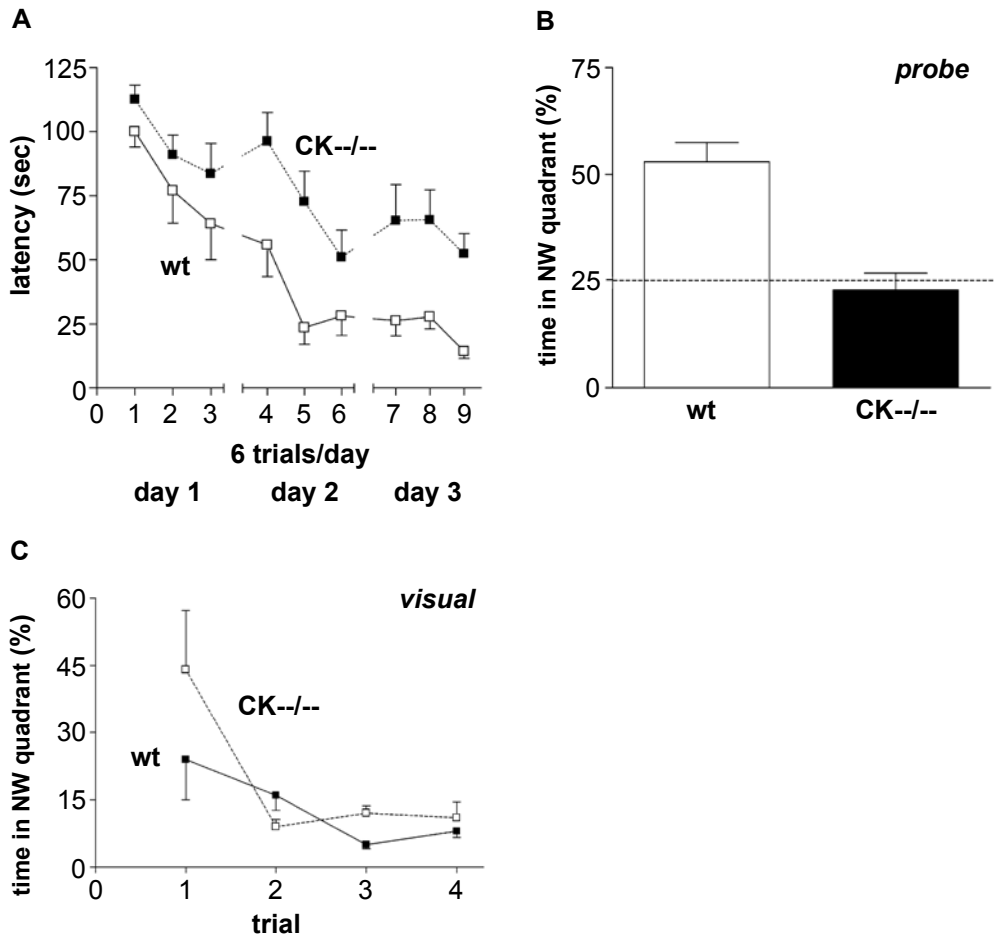 A
latency (sec)
125
100
75
50
25
0
CK--/--
wt
0 1 2 3 4 5 6 7 8 9
6 trials/day
day 1 day 2 day 3
B
probe
time in NW quadrant (%)
75
50
25
0
wt CK--/--
C
visual
time in NW quadrant (%)
60
45
30
15
0
CK--/--
wt
0 1 2 3 4
trial